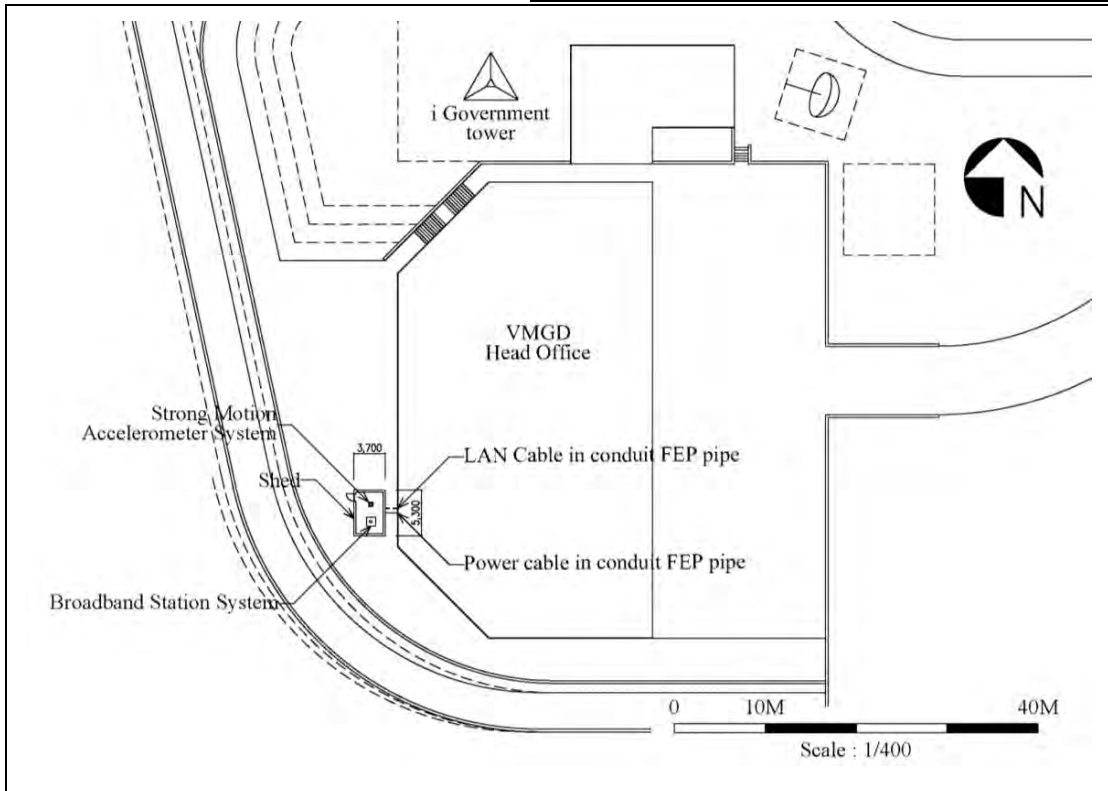 i Government
tower
N
VMGD
Head Office
Strong Motion
Accelerometer System
3,700
LAN Cable in conduit FEP pipe
Shed
5,300
Power cable in conduit FEP pipe
Broadband Station System
0 10M 40M
Scale : 1/400